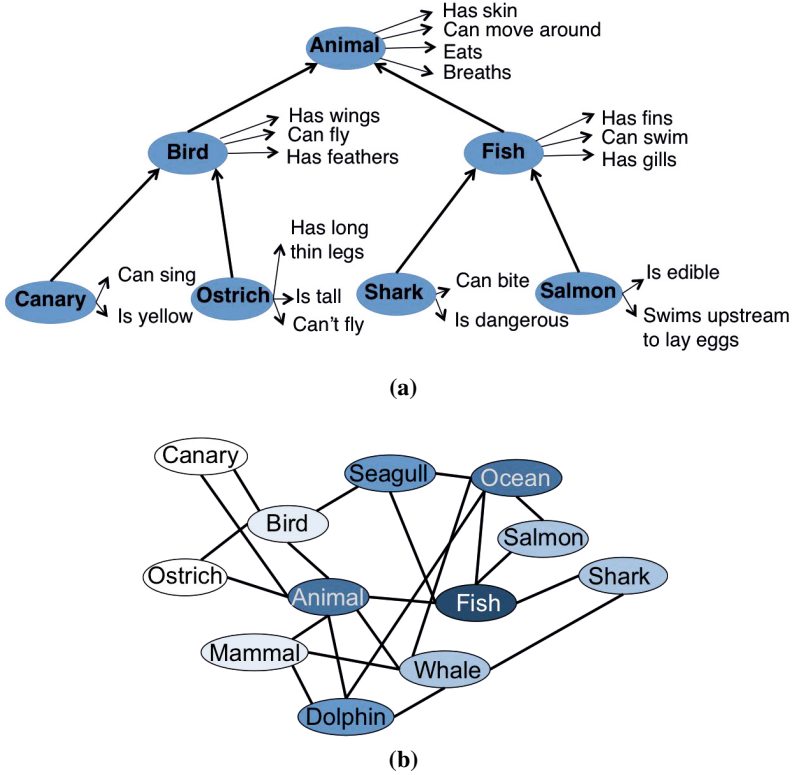 Animal
Has skin
Can move around
Eats
Breaths
Bird
Has wings
Can fly
Has feathers
Fish
Has fins
Can swim
Has gills
Canary
Can sing
Is yellow
Ostrich
Has long
thin legs
Is tall
Can't fly
Shark
Can bite
Is dangerous
Salmon
Is edible
Swims upstream
to lay eggs
(a)
Canary
Seagull
Ocean
Bird
Salmon
Ostrich
Shark
Animal
Fish
Mammal
Whale
Dolphin
(b)